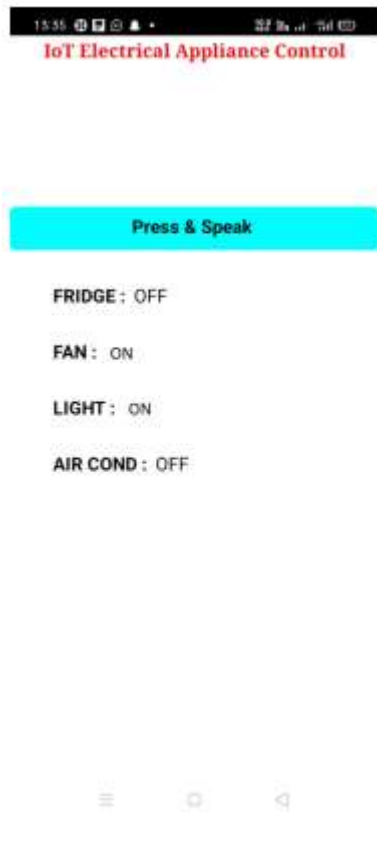 IoT Electrical Appliance Control
Press & Speak
FRIDGE : OFF
FAN : ON
LIGHT : ON
AIR COND : OFF